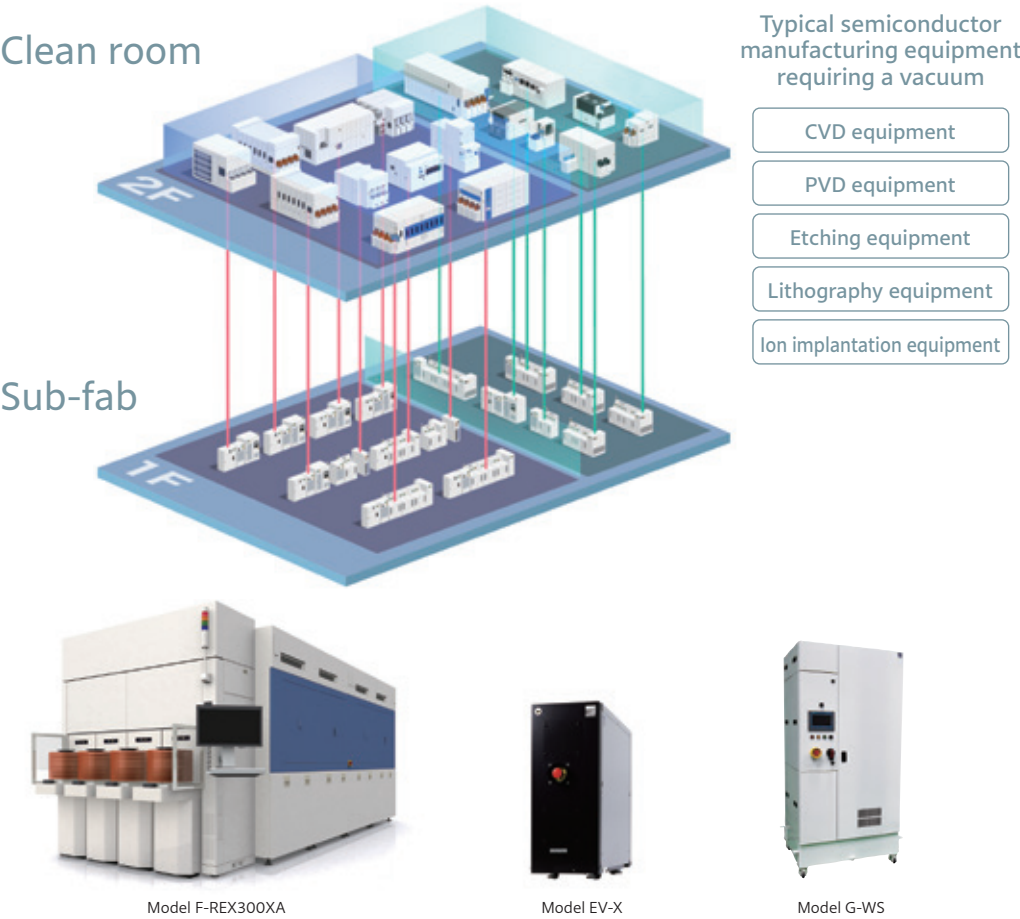 Clean room
Typical semiconductor
manufacturing equipment
requiring a vacuum
CVD equipment
PVD equipment
Etching equipment
Lithography equipment
Ion implantation equipment
2F
Sub-fab
1F
Model F-REX300XA
Model EV-X
Model G-WS